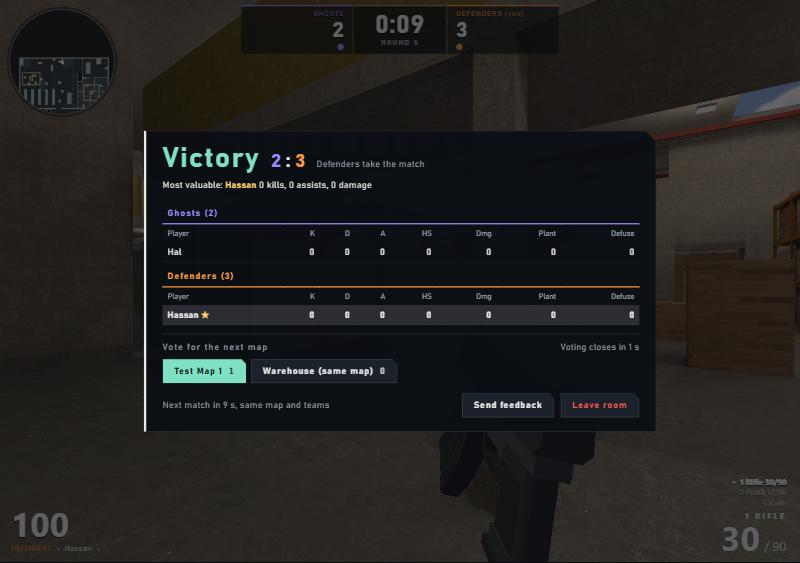 GHOSTS
2
0:09
ROUND 5
DEFENDERS (you)
3
Victory 2 : 3 Defenders take the match
Most valuable: Hassan 0 kills, 0 assists, 0 damage
Ghosts (2)
Player K D A HS Dmg Plant Defuse
Hal 0 0 0 0 0 0 0
Defenders (3)
Player K D A HS Dmg Plant Defuse
Hassan ★ 0 0 0 0 0 0 0
Vote for the next map Voting closes in 1 s
Test Map 1 1 Warehouse (same map) 0
Next match in 9 s, same map and teams Send feedback Leave room
1 Rifle 30/90
2 Pistol 12/36
3 Knife
1 RIFLE
100
30 / 90
DEFENDERS • Hassan •